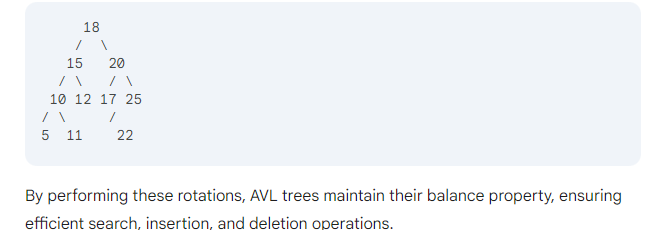 18
/ \
15 20
/ \ / \
10 12 17 25
/ \ /
5 11 22
By performing these rotations, AVL trees maintain their balance property, ensuring
efficient search, insertion, and deletion operations.